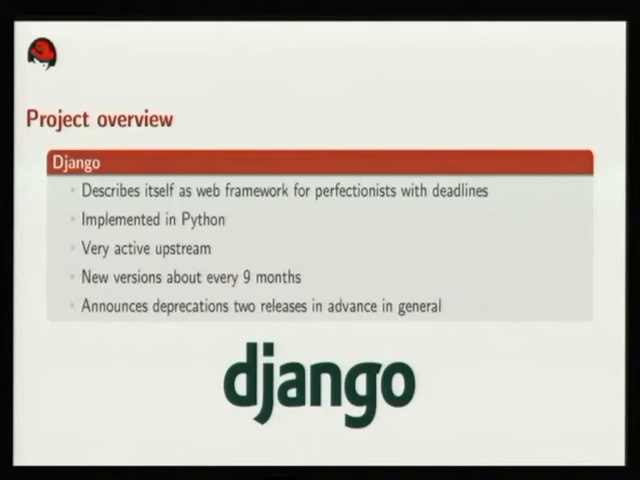 Project overview
Django
Describes itself as web framework for perfectionists with deadlines
Implemented in Python
Very active upstream
New versions about every 9 months
Announces deprecations two releases in advance in general
django